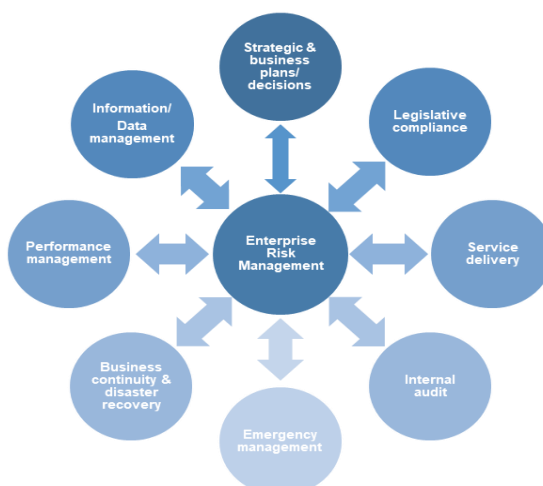 Strategic &
business
plans/
decisions
Information/
Data
management
Legislative
compliance
Performance
management
Enterprise
Risk
Management
Service
delivery
Business
continuity &
disaster
recovery
Internal
audit
Emergency
management